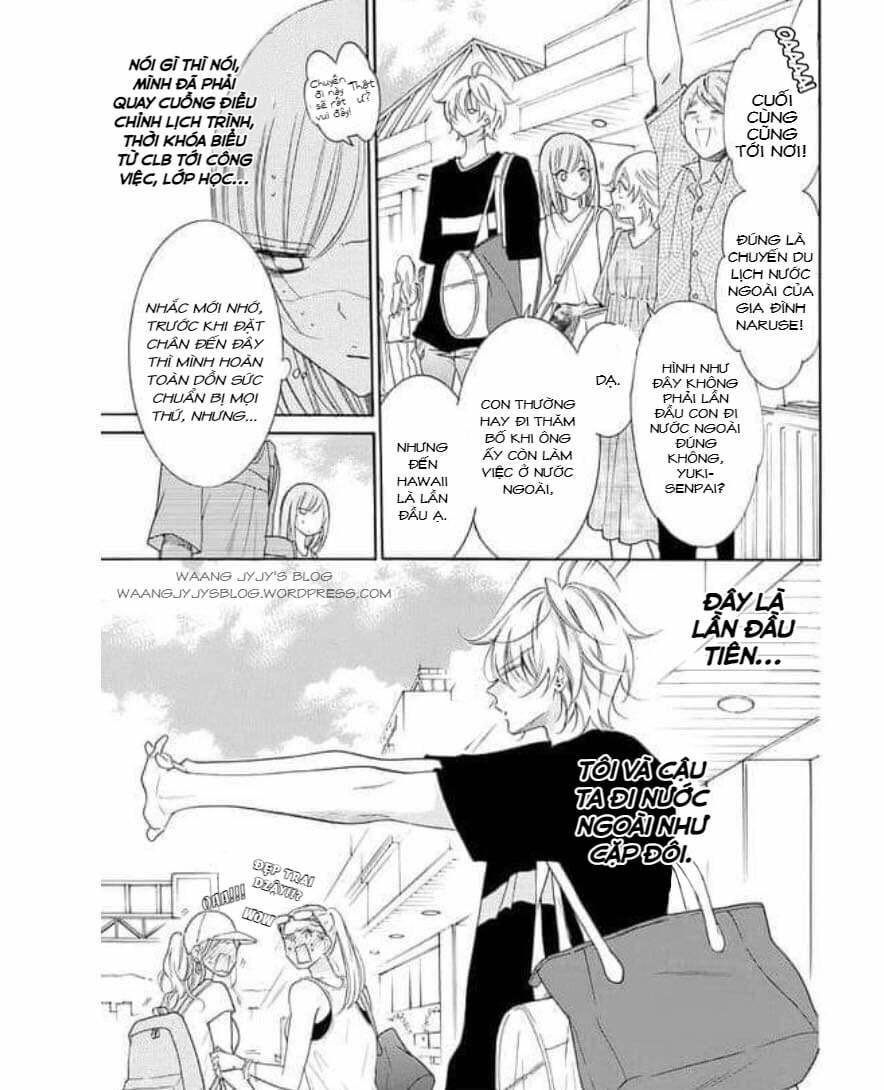 OAAAA!
CUỐI
CÙNG
CŨNG
TỚI NƠI!
ĐÚNG LÀ
CHUYẾN DU
LỊCH NƯỚC
NGOÀI CỦA
GIA ĐÌNH
NARUSE!
HÌNH NHƯ
ĐÂY KHÔNG
PHẢI LẦN
ĐẦU CON ĐI
NƯỚC NGOÀI
ĐÚNG
KHÔNG,
YUKI-
SENPAI?
DẠ.
CON THƯỜNG
HAY ĐI THĂM
BỐ KHI ÔNG
ẤY CÒN LÀM
VIỆC Ở NƯỚC
NGOÀI,
NHƯNG
ĐẾN
HAWAII
LÀ LẦN
ĐẦU Ạ.
Thật
ư?
Chuyến
đi này
sẽ rất
vui đây!
NÓI GÌ THÌ NÓI,
MÌNH ĐÃ PHẢI
QUAY CUỒNG ĐIỀU
CHỈNH LỊCH TRÌNH,
THỜI KHÓA BIỂU
TỪ CLB TỚI CÔNG
VIỆC, LỚP HỌC...
NHẮC MỚI NHỚ,
TRƯỚC KHI ĐẶT
CHÂN ĐẾN ĐÂY
THÌ MÌNH HOÀN
TOÀN DỒN SỨC
CHUẨN BỊ MỌI
THỨ, NHƯNG...
WAANG JYJY'S BLOG
WAANGJYJYSBLOG.WORDPRESS.COM
ĐÂY LÀ
LẦN ĐẦU
TIÊN...
TÔI VÀ CẬU
TA ĐI NƯỚC
NGOÀI NHƯ
CẶP ĐÔI.
ĐẸP TRAI
DZẬY!!?
WOW
OAA!!!